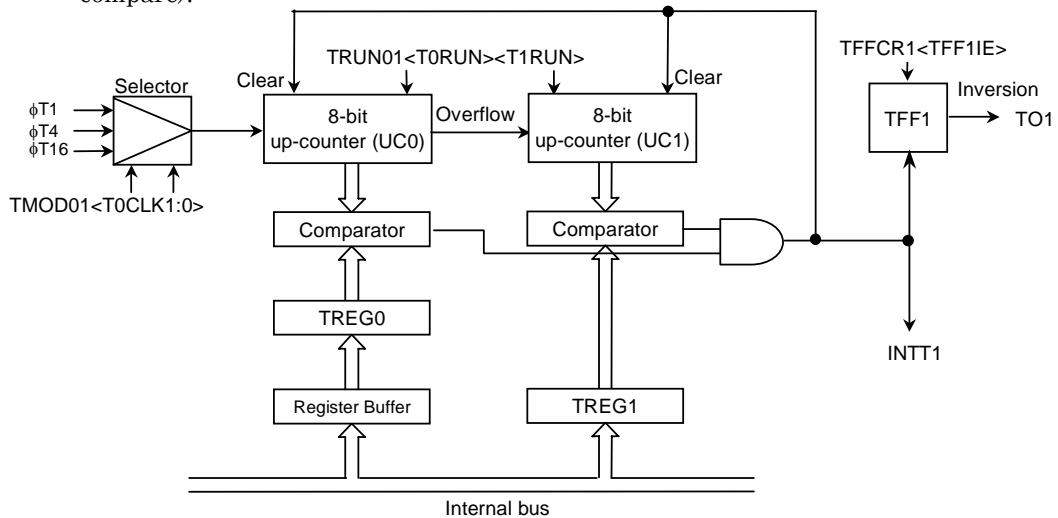 compare).
TRUN01<T0RUN><T1RUN>
TFFCR1<TFF1IE>
Selector
Clear
Clear
Inversion
ϕT1
ϕT4
ϕT16
8-bit
up-counter (UC0)
Overflow
8-bit
up-counter (UC1)
TFF1
TO1
TMOD01<T0CLK1:0>
Comparator
Comparator
TREG0
INTT1
Register Buffer
TREG1
Internal bus